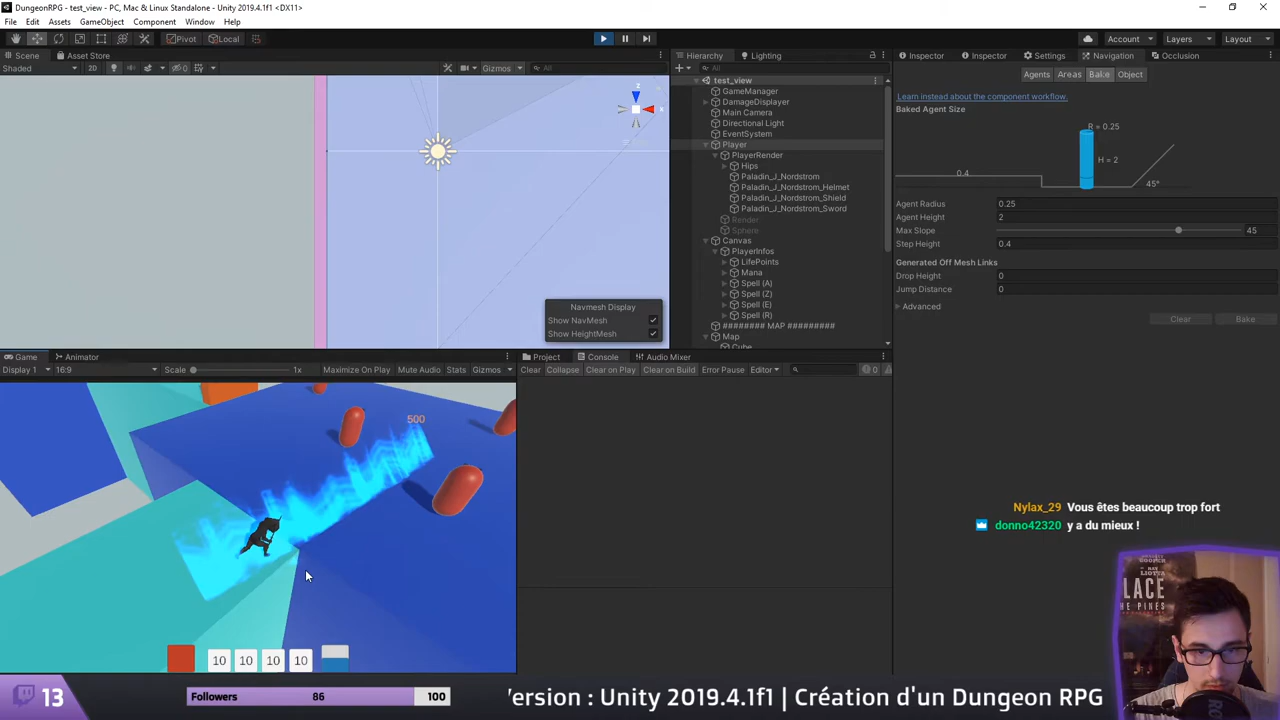 DungeonRPG - test_view - PC, Mac & Linux Standalone - Unity 2019.4.1f1 <DX11>
File Edit Assets GameObject Component Window Help
Pivot Local Account Layers Layout
Scene Asset Store
Shaded 2D 0 Gizmos All
Hierarchy Lighting
All
test_view
GameManager
DamageDisplayer
Main Camera
Directional Light
EventSystem
Player
PlayerRender
Hips
Paladin_J_Nordstrom
Paladin_J_Nordstrom_Helmet
Paladin_J_Nordstrom_Shield
Paladin_J_Nordstrom_Sword
Render
Sphere
Canvas
PlayerInfos
LifePoints
Mana
Spell (A)
Spell (Z)
Spell (E)
Spell (R)
######## MAP #########
Map
Cube
Inspector Inspector Settings Navigation Occlusion
Agents Areas Bake Object
Learn instead about the component workflow.
Baked Agent Size
R = 0.25
H = 2
0.4
45°
Agent Radius 0.25
Agent Height 2
Max Slope 45
Step Height 0.4
Generated Off Mesh Links
Drop Height 0
Jump Distance 0
Advanced
Clear Bake
Navmesh Display
Show NavMesh
Show HeightMesh
Game Animator
Display 1 16:9 Scale 1x Maximize On Play Mute Audio Stats Gizmos
Project Console Audio Mixer
Clear Collapse Clear on Play Clear on Build Error Pause Editor 0
500
10 10 10 10
Nylax_29 Vous êtes beaucoup trop fort
donno42320 y a du mieux !
LACE
HE PINES
13
Followers 86 100
Version : Unity 2019.4.1f1 | Création d'un Dungeon RPG